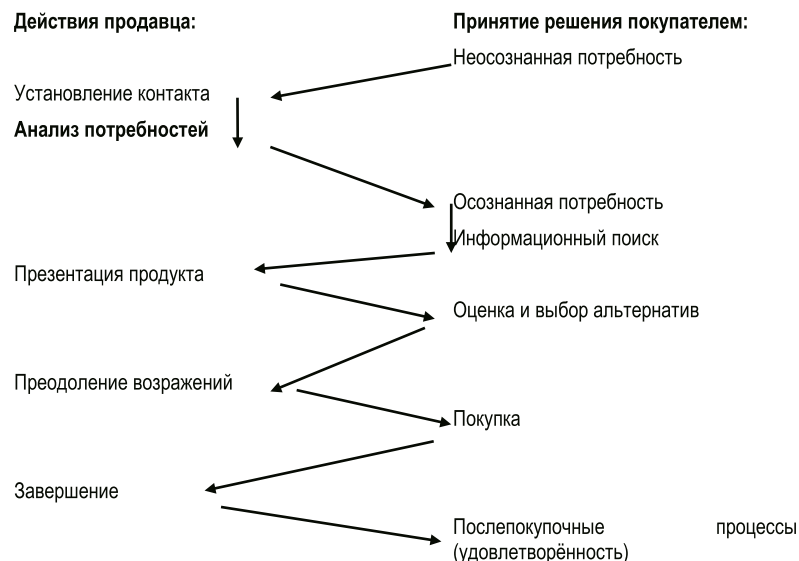 Действия продавца:
Принятие решения покупателем:
Неосознанная потребность
Установление контакта
Анализ потребностей
Осознанная потребность
Информационный поиск
Презентация продукта
Оценка и выбор альтернатив
Преодоление возражений
Покупка
Завершение
Послепокупочные процессы
(удовлетворённость)